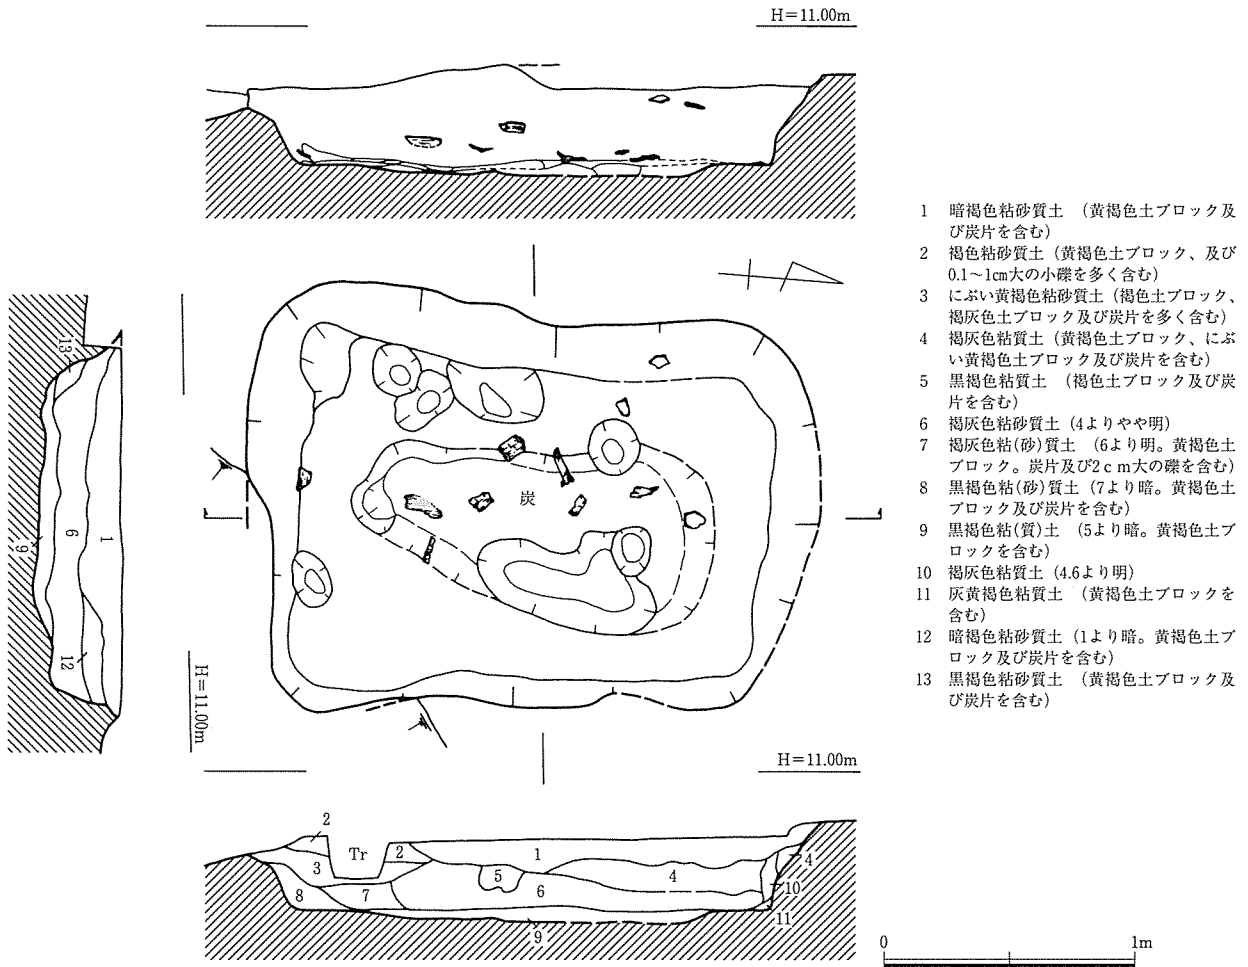 H=11.00m
1 暗褐色粘砂質土 (黄褐色土ブロック及
び炭片を含む)
2 褐色粘砂質土 (黄褐色土ブロック、及び
0.1~1㎝大の小礫を多く含む)
3 にぶい黄褐色粘砂質土 (褐色土ブロック、
褐灰色土ブロック及び炭片を多く含む)
4 褐灰色粘質土 (黄褐色土ブロック、にぶ
い黄褐色土ブロック及び炭片を含む)
5 黒褐色粘質土 (褐色土ブロック及び炭
片を含む)
6 褐灰色粘砂質土 (4よりやや明)
7 褐灰色粘(砂)質土 (6より明。黄褐色土
ブロック。炭片及び2cm大の礫を含む)
8 黒褐色粘(砂)質土 (7より暗。黄褐色土
ブロック及び炭片を含む)
9 黒褐色粘(質)土 (5より暗。黄褐色土ブ
ロックを含む)
10 褐灰色粘質土 (4.6より明)
11 灰黄褐色粘質土 (黄褐色土ブロックを
含む)
12 暗褐色粘砂質土 (1より暗。黄褐色土ブ
ロック及び炭片を含む)
13 黒褐色粘砂質土 (黄褐色土ブロック及
び炭片を含む)
13
9
6
1
12
H=11.00m
炭
H=11.00m
2
Tr
2
1
3
5
4
4
8
7
6
10
11
9
0
1m